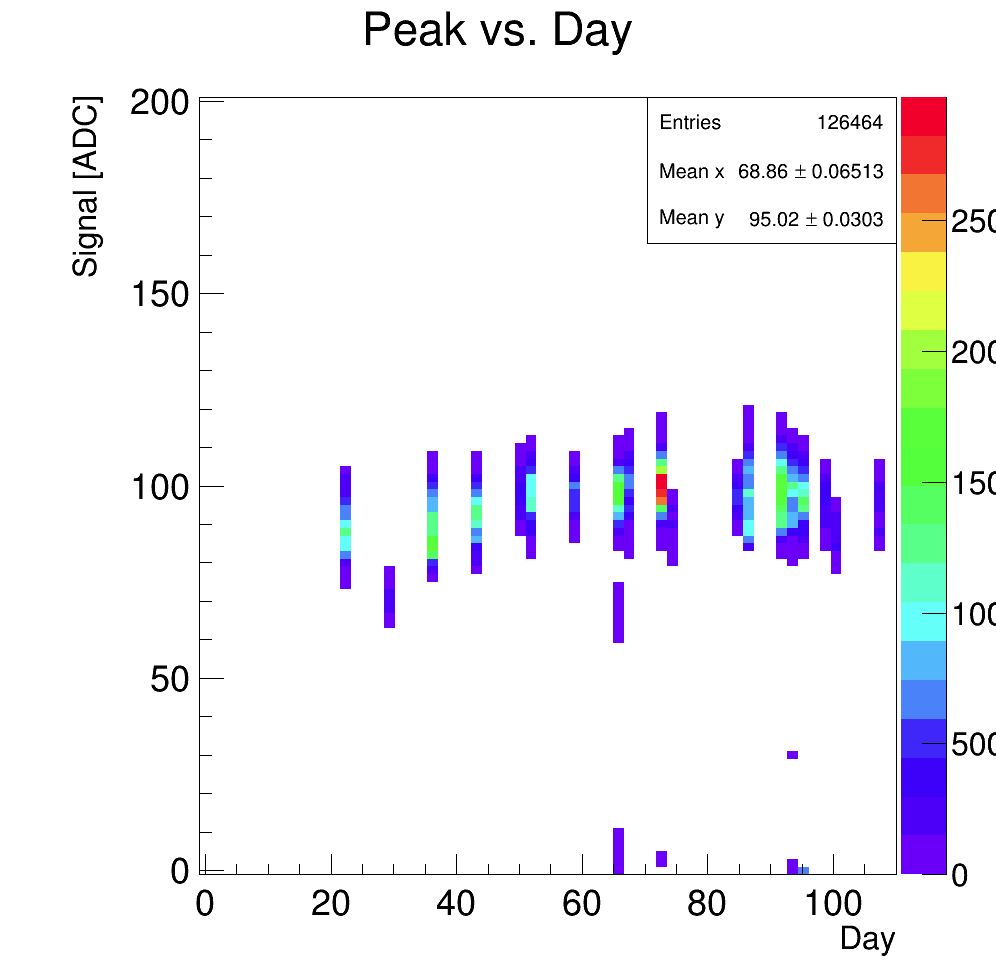 Peak vs. Day
Signal [ADC]
200
150
100
50
0
Entries 126464
Mean x 68.86 ± 0.06513
Mean y 95.02 ± 0.0303
250
200
150
100
500
0
0 20 40 60 80 100
Day